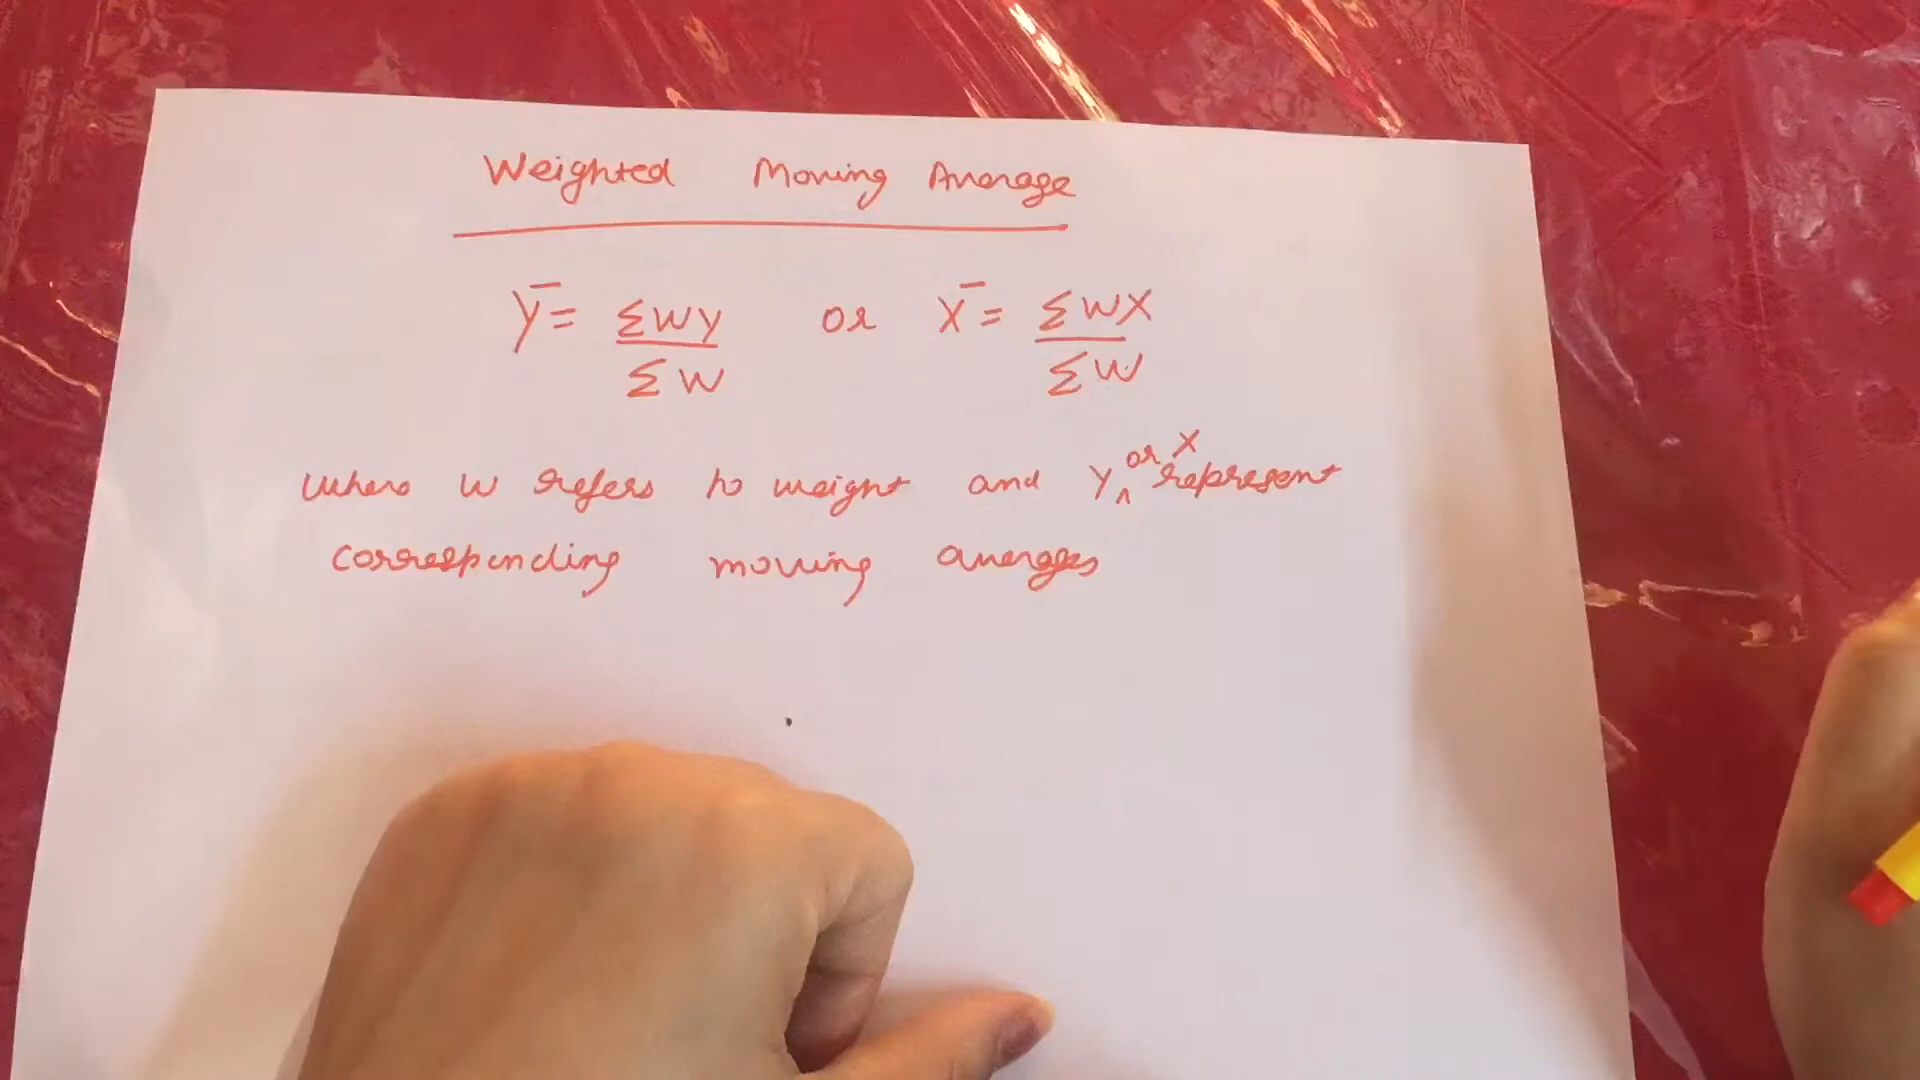 Weighted Moving Average
Ȳ = ΣWY / ΣW or X̄ = ΣWX / ΣW
where W refers to weight and Y or X represent
corresponding moving averages